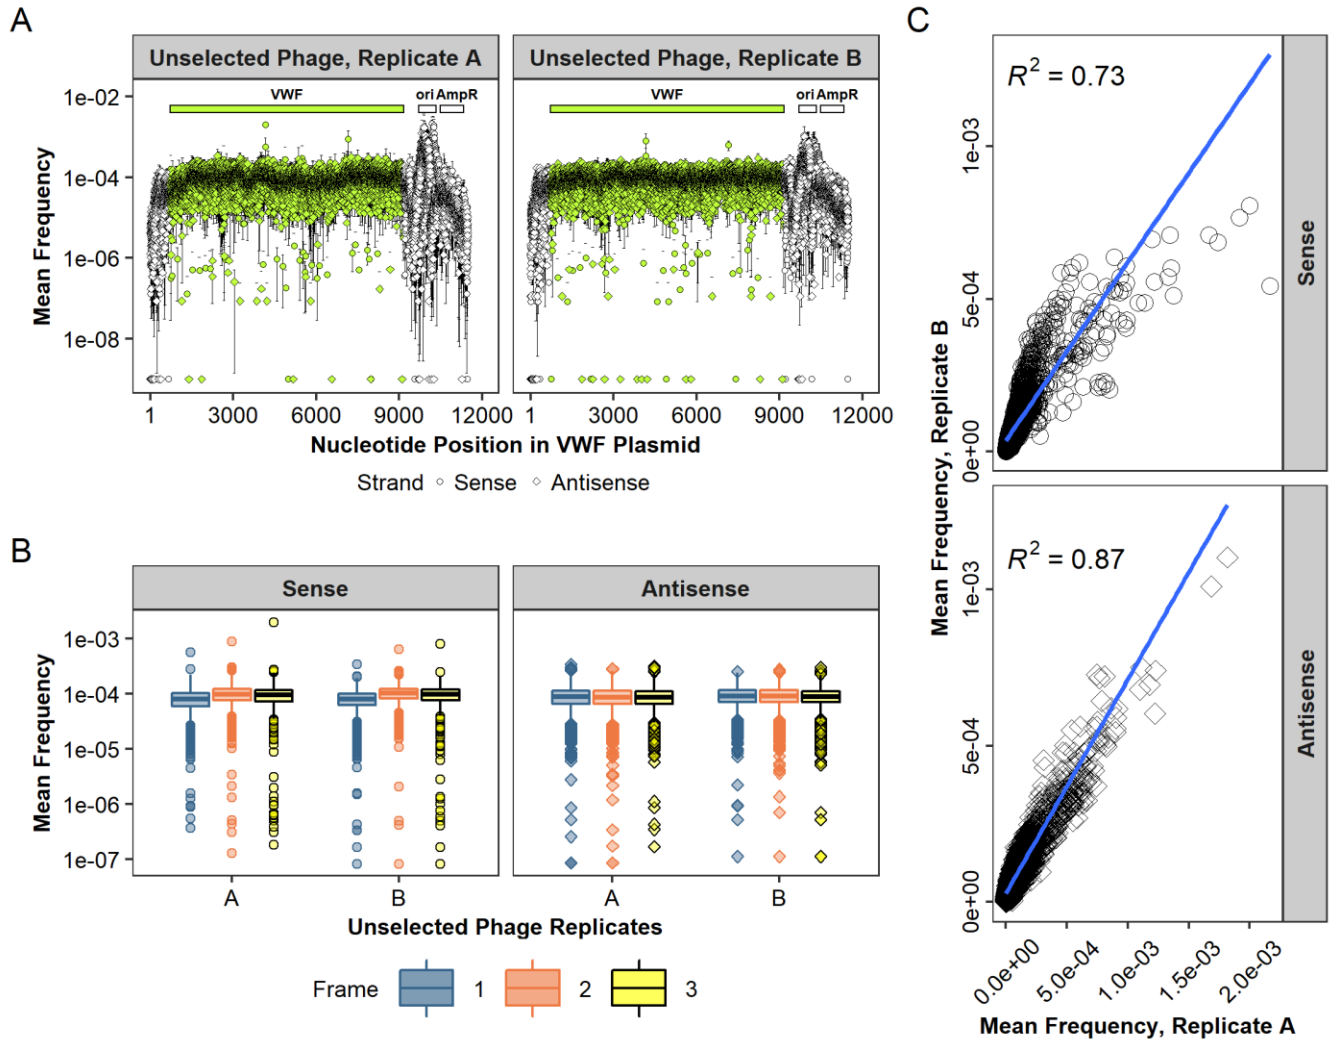 A
Unselected Phage, Replicate A
Unselected Phage, Replicate B
VWF
ori
AmpR
VWF
ori
AmpR
Mean Frequency
1e-02
1e-04
1e-06
1e-08
1
3000
6000
9000
12000
1
3000
6000
9000
12000
Nucleotide Position in VWF Plasmid
Strand
Sense
Antisense
B
Sense
Antisense
Mean Frequency
1e-03
1e-04
1e-05
1e-06
1e-07
A
B
A
B
Unselected Phage Replicates
Frame
1
2
3
C
R² = 0.73
Sense
1e-03
5e-04
0e+00
Mean Frequency, Replicate B
R² = 0.87
Antisense
1e-03
5e-04
0e+00
0.0e+00
5.0e-04
1.0e-03
1.5e-03
2.0e-03
Mean Frequency, Replicate A